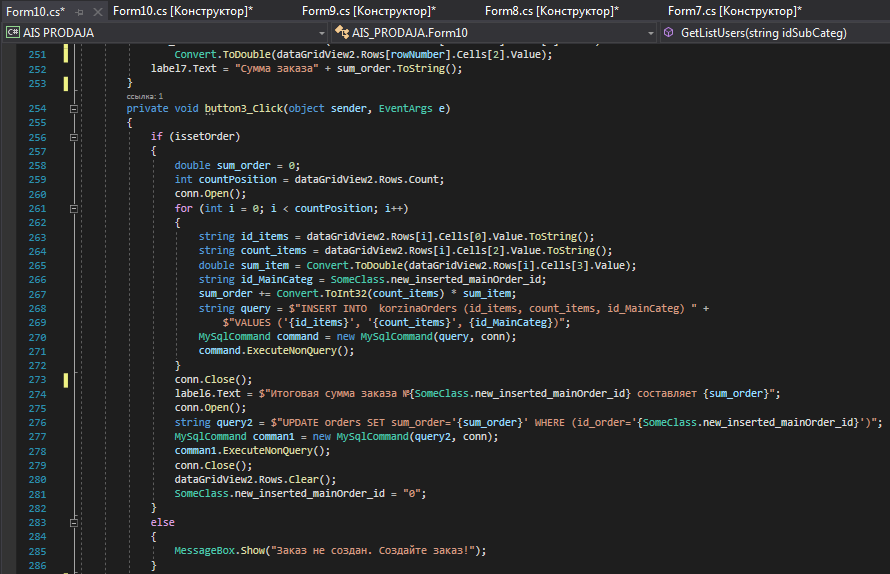 Form10.cs* Form10.cs [Конструктор]* Form9.cs [Конструктор]* Form8.cs [Конструктор]* Form7.cs [Конструктор]*
C# AIS PRODAJA AIS_PRODAJA.Form10 GetListUsers(string idSubCateg)
251 Convert.ToDouble(dataGridView2.Rows[rowNumber].Cells[2].Value);
252 label7.Text = "Сумма заказа" + sum_order.ToString();
253 }
ссылка: 1
254 private void button3_Click(object sender, EventArgs e)
255 {
256 if (issetOrder)
257 {
258 double sum_order = 0;
259 int countPosition = dataGridView2.Rows.Count;
260 conn.Open();
261 for (int i = 0; i < countPosition; i++)
262 {
263 string id_items = dataGridView2.Rows[i].Cells[0].Value.ToString();
264 string count_items = dataGridView2.Rows[i].Cells[2].Value.ToString();
265 double sum_item = Convert.ToDouble(dataGridView2.Rows[i].Cells[3].Value);
266 string id_MainCateg = SomeClass.new_inserted_mainOrder_id;
267 sum_order += Convert.ToInt32(count_items) * sum_item;
268 string query = $"INSERT INTO  korzinaOrders (id_items, count_items, id_MainCateg) " +
269 $"VALUES ('{id_items}', '{count_items}', {id_MainCateg})";
270 MySqlCommand command = new MySqlCommand(query, conn);
271 command.ExecuteNonQuery();
272 }
273 conn.Close();
274 label6.Text = $"Итоговая сумма заказа №{SomeClass.new_inserted_mainOrder_id} составляет {sum_order}";
275 conn.Open();
276 string query2 = $"UPDATE orders SET sum_order='{sum_order}' WHERE (id_order='{SomeClass.new_inserted_mainOrder_id}')";
277 MySqlCommand comman1 = new MySqlCommand(query2, conn);
278 comman1.ExecuteNonQuery();
279 conn.Close();
280 dataGridView2.Rows.Clear();
281 SomeClass.new_inserted_mainOrder_id = "0";
282 }
283 else
284 {
285 MessageBox.Show("Заказ не создан. Создайте заказ!");
286 }